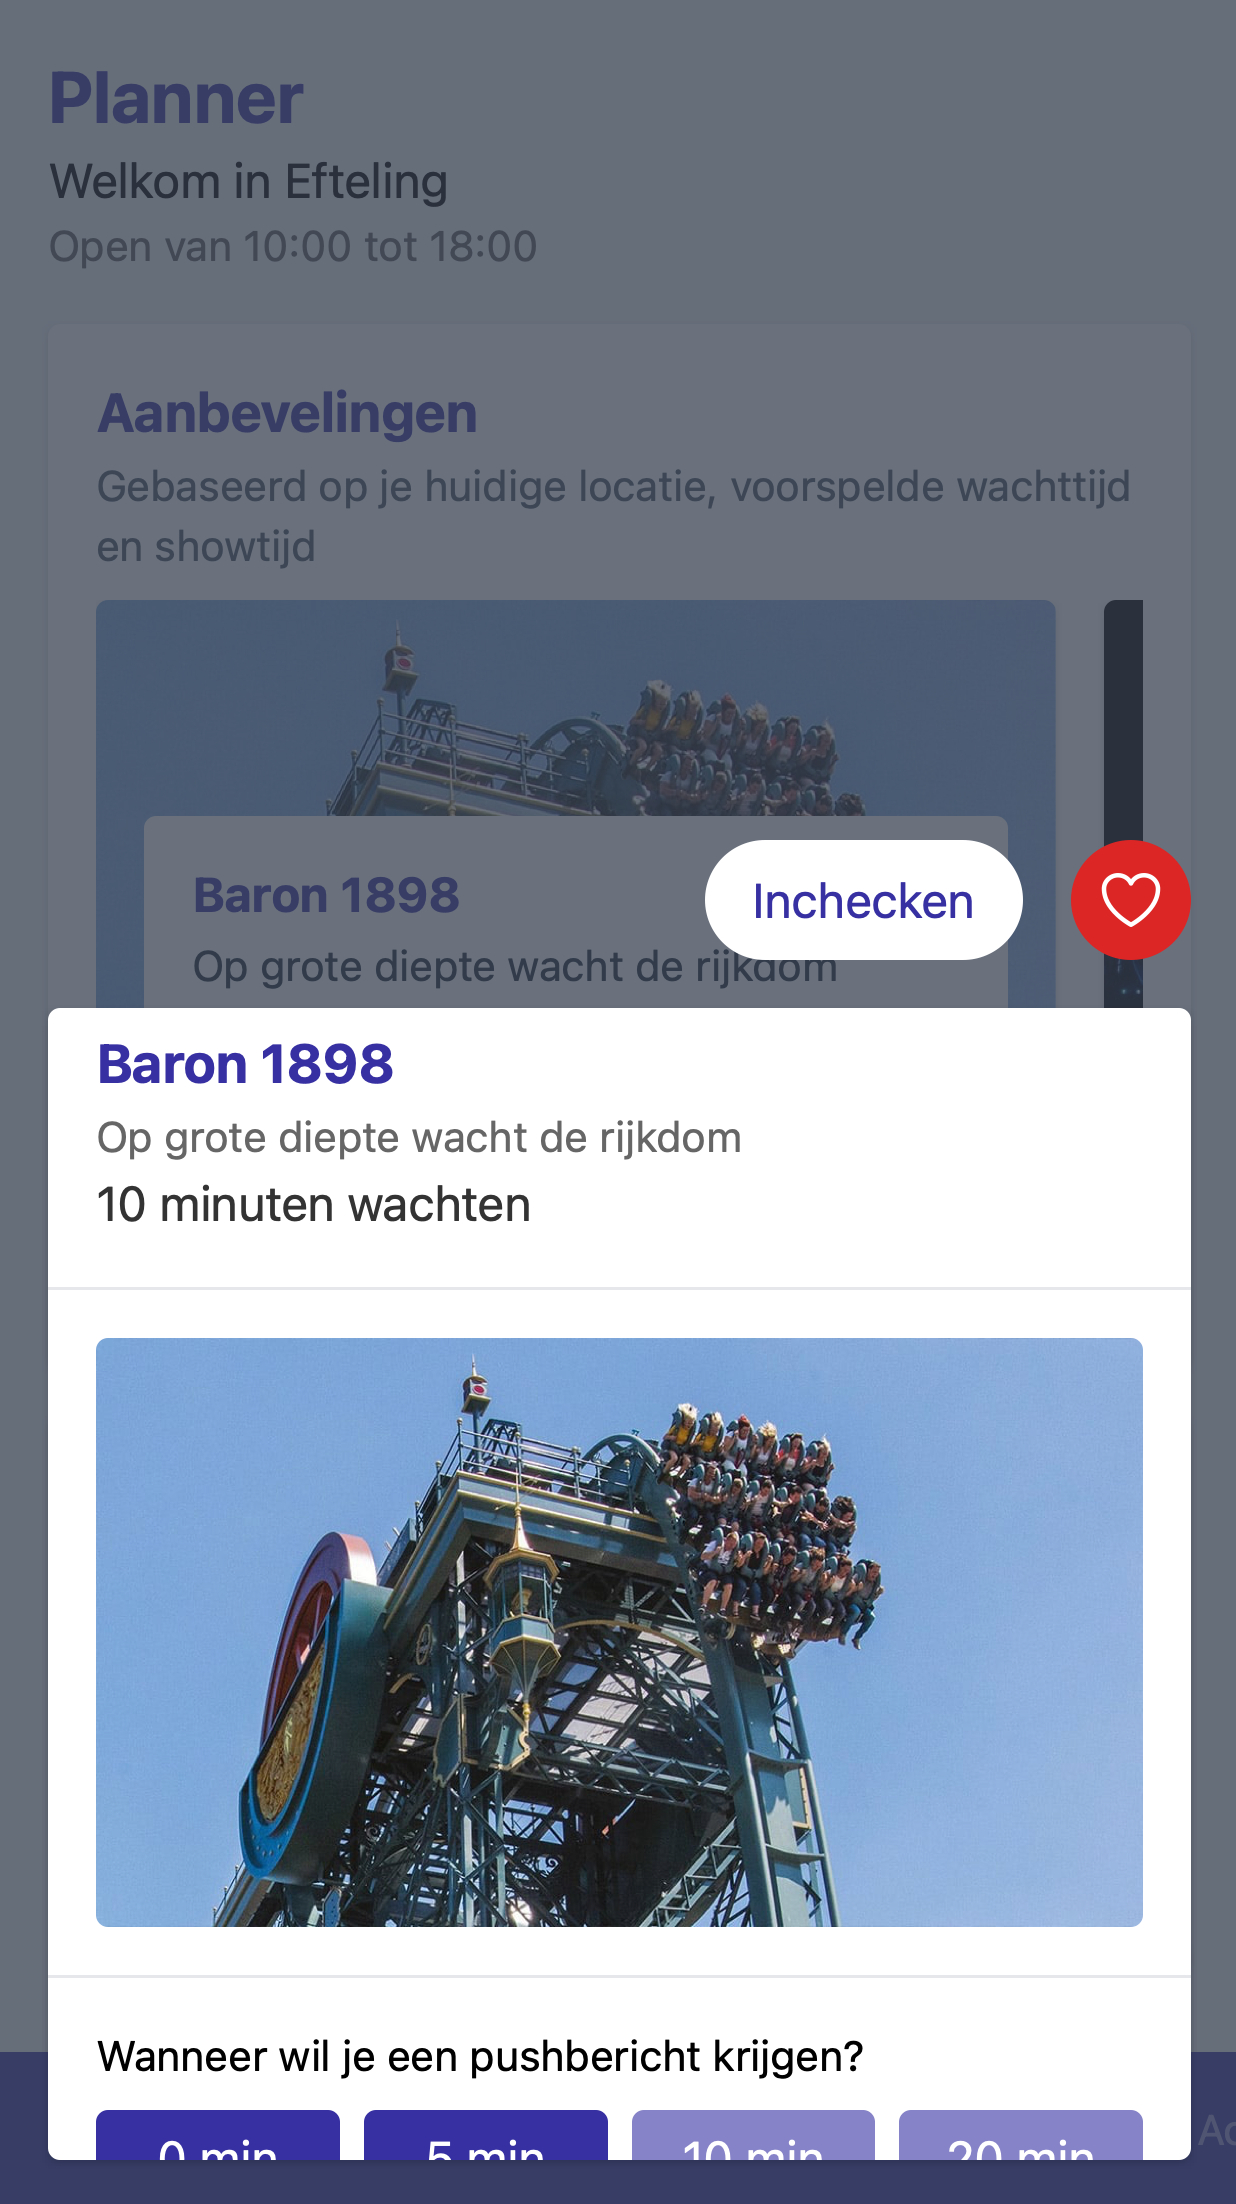 Planner
Welkom in Efteling
Open van 10:00 tot 18:00
Aanbevelingen
Gebaseerd op je huidige locatie, voorspelde wachttijd
en showtijd
Baron 1898
Inchecken
Op grote diepte wacht de rijkdom
Baron 1898
Op grote diepte wacht de rijkdom
10 minuten wachten
Wanneer wil je een pushbericht krijgen?
0 min 5 min 10 min 20 min